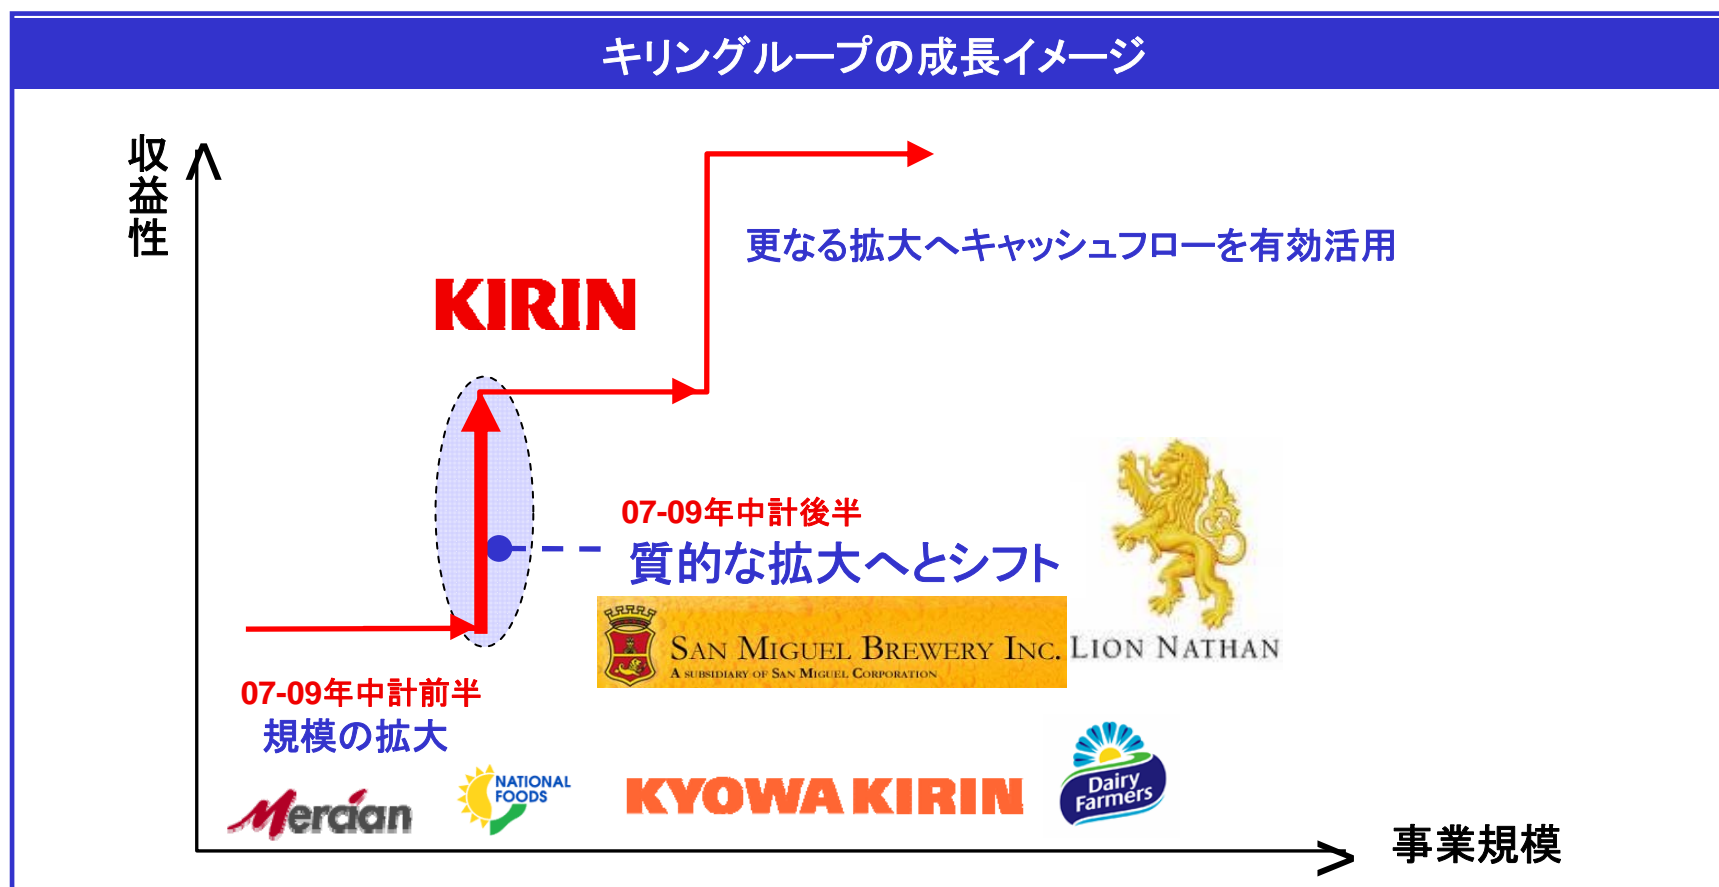 キリングループの成長イメージ
収益性
更なる拡大へキャッシュフローを有効活用
KIRIN
07-09年中計後半
質的な拡大へとシフト
SAN MIGUEL BREWERY INC.
A SUBSIDIARY OF SAN MIGUEL CORPORATION
LION NATHAN
07-09年中計前半
規模の拡大
Mercian
NATIONAL
FOODS
KYOWA KIRIN
Dairy
Farmers
事業規模